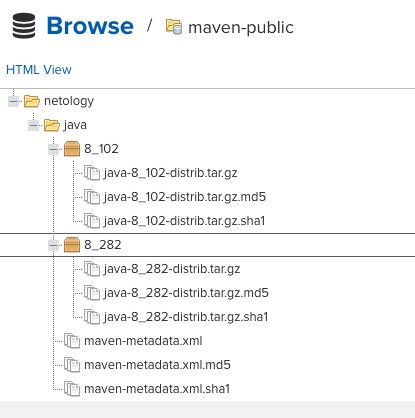 Browse / maven-public
HTML View
netology
java
8_102
java-8_102-distrib.tar.gz
java-8_102-distrib.tar.gz.md5
java-8_102-distrib.tar.gz.sha1
8_282
java-8_282-distrib.tar.gz
java-8_282-distrib.tar.gz.md5
java-8_282-distrib.tar.gz.sha1
maven-metadata.xml
maven-metadata.xml.md5
maven-metadata.xml.sha1